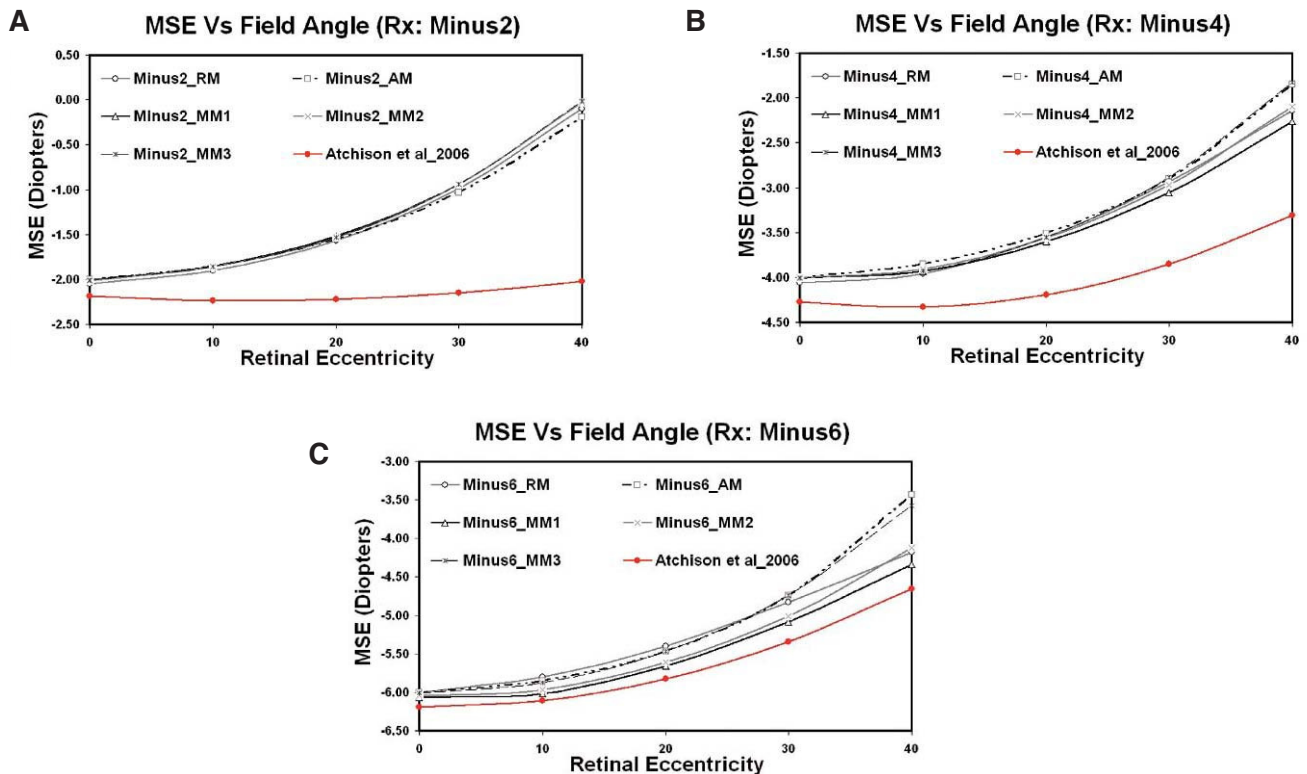 A
MSE Vs Field Angle (Rx: Minus2)
MSE (Diopters)
0.50
0.00
-0.50
-1.00
-1.50
-2.00
-2.50
Minus2_RM
Minus2_AM
Minus2_MM1
Minus2_MM2
Minus2_MM3
Atchison et al_2006
0 10 20 30 40
Retinal Eccentricity
B
MSE Vs Field Angle (Rx: Minus4)
MSE (Diopters)
-1.50
-2.00
-2.50
-3.00
-3.50
-4.00
-4.50
Minus4_RM
Minus4_AM
Minus4_MM1
Minus4_MM2
Minus4_MM3
Atchison et al_2006
0 10 20 30 40
Retinal Eccentricity
C
MSE Vs Field Angle (Rx: Minus6)
MSE (Diopters)
-3.00
-3.50
-4.00
-4.50
-5.00
-5.50
-6.00
-6.50
Minus6_RM
Minus6_AM
Minus6_MM1
Minus6_MM2
Minus6_MM3
Atchison et al_2006
0 10 20 30 40
Retinal Eccentricity